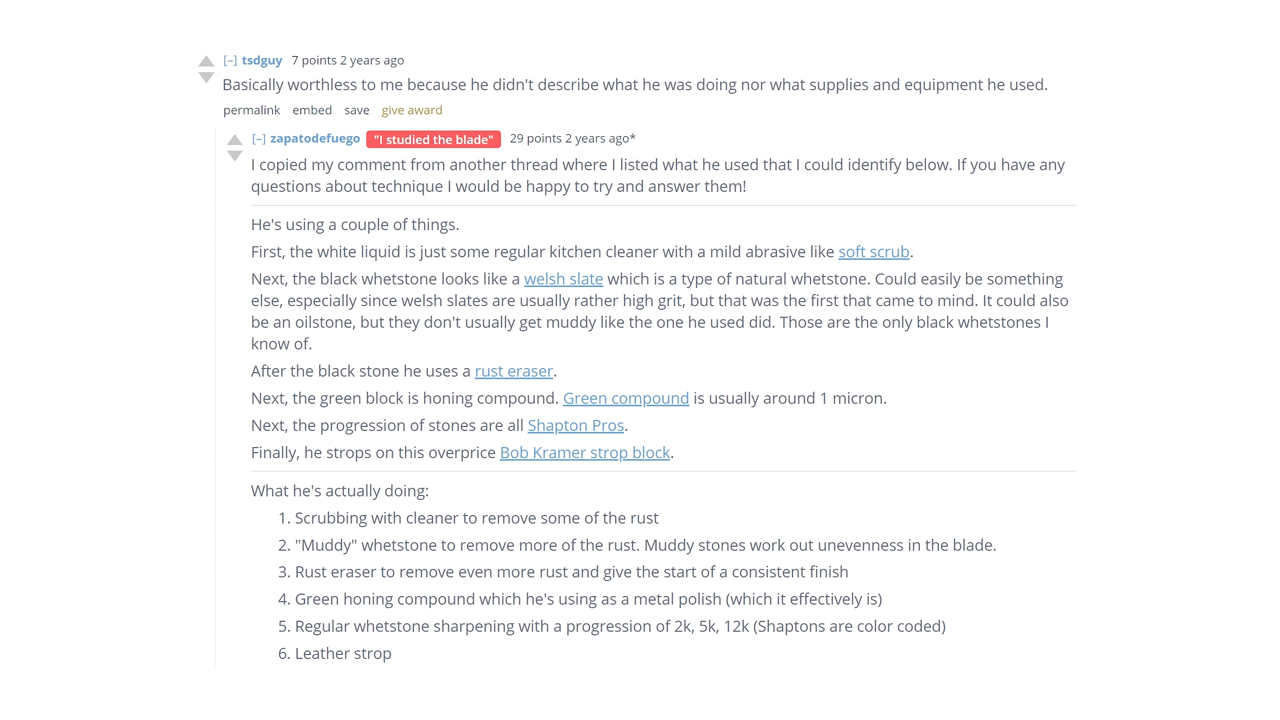 [–] tsdguy 7 points 2 years ago
Basically worthless to me because he didn't describe what he was doing nor what supplies and equipment he used.
permalink embed save give award
[–] zapatodefuego "I studied the blade" 29 points 2 years ago*
I copied my comment from another thread where I listed what he used that I could identify below. If you have any
questions about technique I would be happy to try and answer them!
He's using a couple of things.
First, the white liquid is just some regular kitchen cleaner with a mild abrasive like soft scrub.
Next, the black whetstone looks like a welsh slate which is a type of natural whetstone. Could easily be something
else, especially since welsh slates are usually rather high grit, but that was the first that came to mind. It could also
be an oilstone, but they don't usually get muddy like the one he used did. Those are the only black whetstones I
know of.
After the black stone he uses a rust eraser.
Next, the green block is honing compound. Green compound is usually around 1 micron.
Next, the progression of stones are all Shapton Pros.
Finally, he strops on this overprice Bob Kramer strop block.
What he's actually doing:
1. Scrubbing with cleaner to remove some of the rust
2. "Muddy" whetstone to remove more of the rust. Muddy stones work out unevenness in the blade.
3. Rust eraser to remove even more rust and give the start of a consistent finish
4. Green honing compound which he's using as a metal polish (which it effectively is)
5. Regular whetstone sharpening with a progression of 2k, 5k, 12k (Shaptons are color coded)
6. Leather strop